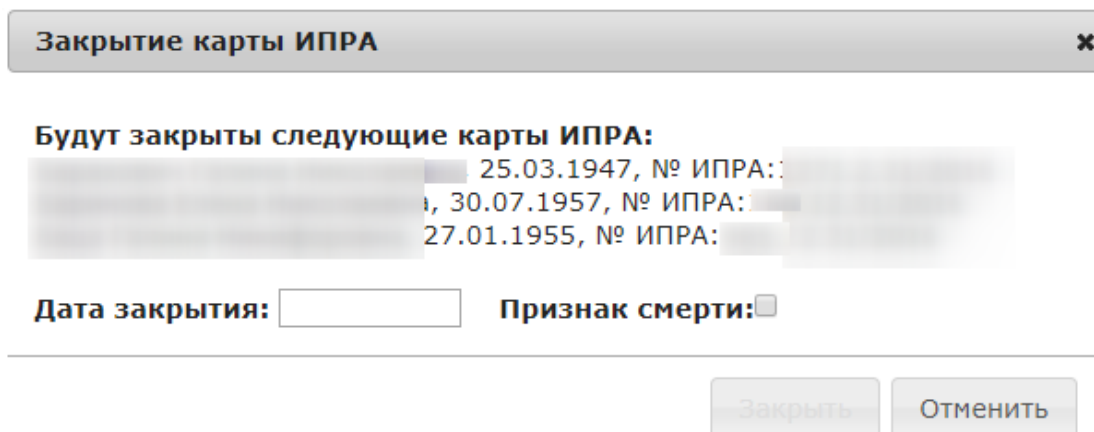 Закрытие карты ИПРА
Будут закрыты следующие карты ИПРА:
25.03.1947, № ИПРА:
, 30.07.1957, № ИПРА:
27.01.1955, № ИПРА:
Дата закрытия: Признак смерти:
Закрыть Отменить